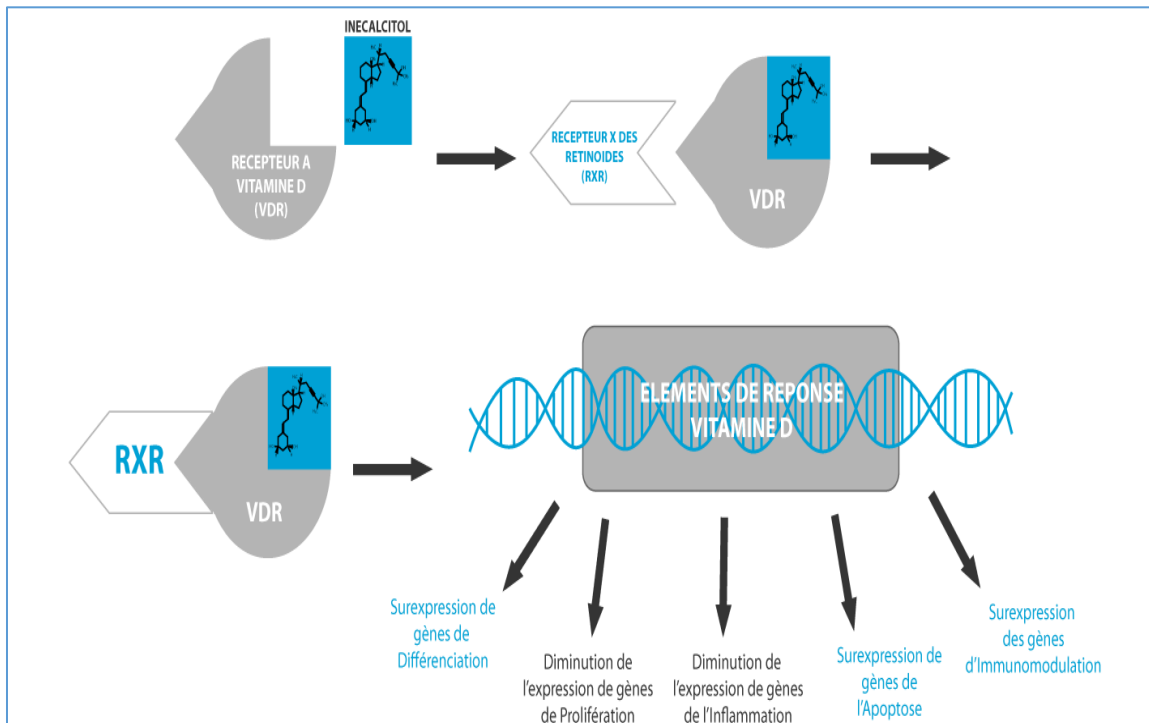 INECALCITOL
RECEPTEUR A
VITAMINE D
(VDR)
RECEPTEUR X DES
RETINOIDES
(RXR)
VDR
RXR
VDR
ELEMENTS DE REPONSE
VITAMINE D
Surexpression de
gènes de
Différenciation
Diminution de
l'expression de gènes
de Prolifération
Diminution de
l'expression de gènes
de l'Inflammation
Surexpression de
gènes de
l'Apoptose
Surexpression
des gènes
d'Immunomodulation